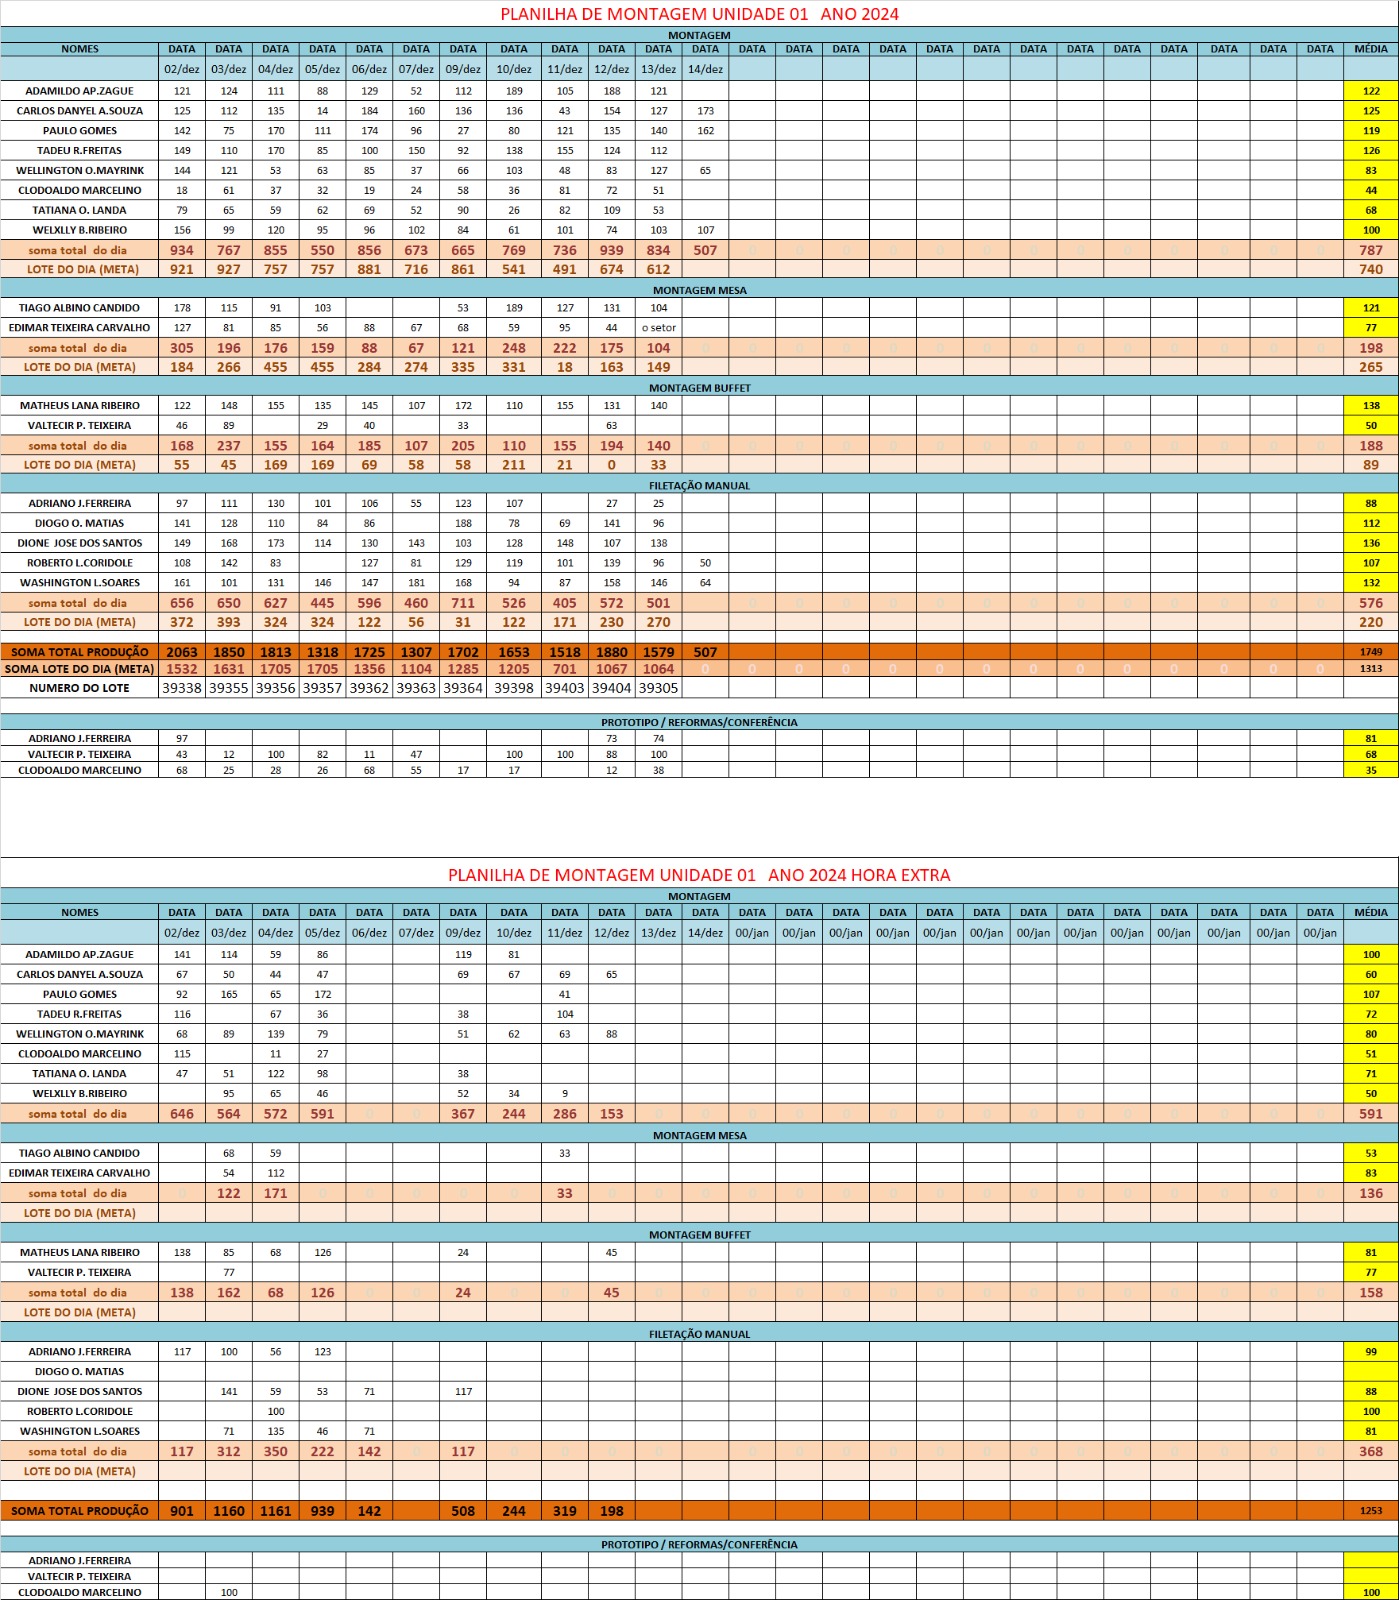 PLANILHA DE MONTAGEM UNIDADE 01 ANO 2024
MONTAGEM
NOMES DATA DATA DATA DATA DATA DATA DATA DATA DATA DATA DATA DATA DATA DATA DATA DATA DATA DATA DATA DATA DATA DATA DATA DATA DATA MÉDIA
02/dez 03/dez 04/dez 05/dez 06/dez 07/dez 09/dez 10/dez 11/dez 12/dez 13/dez 14/dez
ADAMILDO AP.ZAGUE 121 124 111 88 129 52 112 189 105 188 121 122
CARLOS DANYEL A.SOUZA 125 112 135 14 184 160 136 136 43 154 127 173 125
PAULO GOMES 142 75 170 111 174 96 27 80 121 135 140 162 119
TADEU R.FREITAS 149 110 170 85 100 150 92 138 155 124 112 126
WELLINGTON O.MAYRINK 144 121 53 63 85 37 66 103 48 83 127 65 83
CLODOALDO MARCELINO 18 61 37 32 19 24 58 36 81 72 51 44
TATIANA O. LANDA 79 65 59 62 69 52 90 26 82 109 53 68
WELXLLY B.RIBEIRO 156 99 120 95 96 102 84 61 101 74 103 107 100
soma total do dia 934 767 855 550 856 673 665 769 736 939 834 507 0 0 0 0 0 0 0 0 0 0 0 0 0 787
LOTE DO DIA (META) 921 927 757 757 881 716 861 541 491 674 612 740
MONTAGEM MESA
TIAGO ALBINO CANDIDO 178 115 91 103 53 189 127 131 104 121
EDIMAR TEIXEIRA CARVALHO 127 81 85 56 88 67 68 59 95 44 o setor 77
soma total do dia 305 196 176 159 88 67 121 248 222 175 104 0 0 0 0 0 0 0 0 0 0 0 0 0 0 198
LOTE DO DIA (META) 184 266 455 455 284 274 335 331 18 163 149 265
MONTAGEM BUFFET
MATHEUS LANA RIBEIRO 122 148 155 135 145 107 172 110 155 131 140 138
VALTECIR P. TEIXEIRA 46 89 29 40 33 63 50
soma total do dia 168 237 155 164 185 107 205 110 155 194 140 0 0 0 0 0 0 0 0 0 0 0 0 0 0 188
LOTE DO DIA (META) 55 45 169 169 69 58 58 211 21 0 33 89
FILETAÇÃO MANUAL
ADRIANO J.FERREIRA 97 111 130 101 106 55 123 107 27 25 88
DIOGO O. MATIAS 141 128 110 84 86 188 78 69 141 96 112
DIONE JOSE DOS SANTOS 149 168 173 114 130 143 103 128 148 107 138 136
ROBERTO L.CORIDOLE 108 142 83 127 81 129 119 101 139 96 50 107
WASHINGTON L.SOARES 161 101 131 146 147 181 168 94 87 158 146 64 132
soma total do dia 656 650 627 445 596 460 711 526 405 572 501 0 0 0 0 0 0 0 0 0 0 0 0 0 576
LOTE DO DIA (META) 372 393 324 324 122 56 31 122 171 230 270 220
SOMA TOTAL PRODUÇÃO 2063 1850 1813 1318 1725 1307 1702 1653 1518 1880 1579 507 1749
SOMA LOTE DO DIA (META) 1532 1631 1705 1705 1356 1104 1285 1205 701 1067 1064 0 0 0 0 0 0 0 0 0 0 0 0 0 0 1313
NUMERO DO LOTE 39338 39355 39356 39357 39362 39363 39364 39398 39403 39404 39305
PROTOTIPO / REFORMAS/CONFERÊNCIA
ADRIANO J.FERREIRA 97 73 74 81
VALTECIR P. TEIXEIRA 43 12 100 82 11 47 100 100 88 100 68
CLODOALDO MARCELINO 68 25 28 26 68 55 17 17 12 38 35
PLANILHA DE MONTAGEM UNIDADE 01 ANO 2024 HORA EXTRA
MONTAGEM
NOMES DATA DATA DATA DATA DATA DATA DATA DATA DATA DATA DATA DATA DATA DATA DATA DATA DATA DATA DATA DATA DATA DATA DATA DATA DATA MÉDIA
02/dez 03/dez 04/dez 05/dez 06/dez 07/dez 09/dez 10/dez 11/dez 12/dez 13/dez 14/dez 00/jan 00/jan 00/jan 00/jan 00/jan 00/jan 00/jan 00/jan 00/jan 00/jan 00/jan 00/jan 00/jan
ADAMILDO AP.ZAGUE 141 114 59 86 119 81 100
CARLOS DANYEL A.SOUZA 67 50 44 47 69 67 69 65 60
PAULO GOMES 92 165 65 172 41 107
TADEU R.FREITAS 116 67 36 38 104 72
WELLINGTON O.MAYRINK 68 89 139 79 51 62 63 88 80
CLODOALDO MARCELINO 115 11 27 51
TATIANA O. LANDA 47 51 122 98 38 71
WELXLLY B.RIBEIRO 95 65 46 52 34 9 50
soma total do dia 646 564 572 591 0 0 367 244 286 153 0 0 0 0 0 0 0 0 0 0 0 0 0 0 0 591
MONTAGEM MESA
TIAGO ALBINO CANDIDO 68 59 33 53
EDIMAR TEIXEIRA CARVALHO 54 112 83
soma total do dia 0 122 171 0 0 0 0 0 33 0 0 0 0 0 0 0 0 0 0 0 0 0 0 0 0 136
LOTE DO DIA (META)
MONTAGEM BUFFET
MATHEUS LANA RIBEIRO 138 85 68 126 24 45 81
VALTECIR P. TEIXEIRA 77 77
soma total do dia 138 162 68 126 0 0 24 0 0 45 0 0 0 0 0 0 0 0 0 0 0 0 0 0 0 158
LOTE DO DIA (META)
FILETAÇÃO MANUAL
ADRIANO J.FERREIRA 117 100 56 123 99
DIOGO O. MATIAS
DIONE JOSE DOS SANTOS 141 59 53 71 117 88
ROBERTO L.CORIDOLE 100 100
WASHINGTON L.SOARES 71 135 46 71 81
soma total do dia 117 312 350 222 142 0 117 0 0 0 0 0 0 0 0 0 0 0 0 0 0 0 0 0 0 368
LOTE DO DIA (META)
SOMA TOTAL PRODUÇÃO 901 1160 1161 939 142 508 244 319 198 1253
PROTOTIPO / REFORMAS/CONFERÊNCIA
ADRIANO J.FERREIRA
VALTECIR P. TEIXEIRA
CLODOALDO MARCELINO 100 100